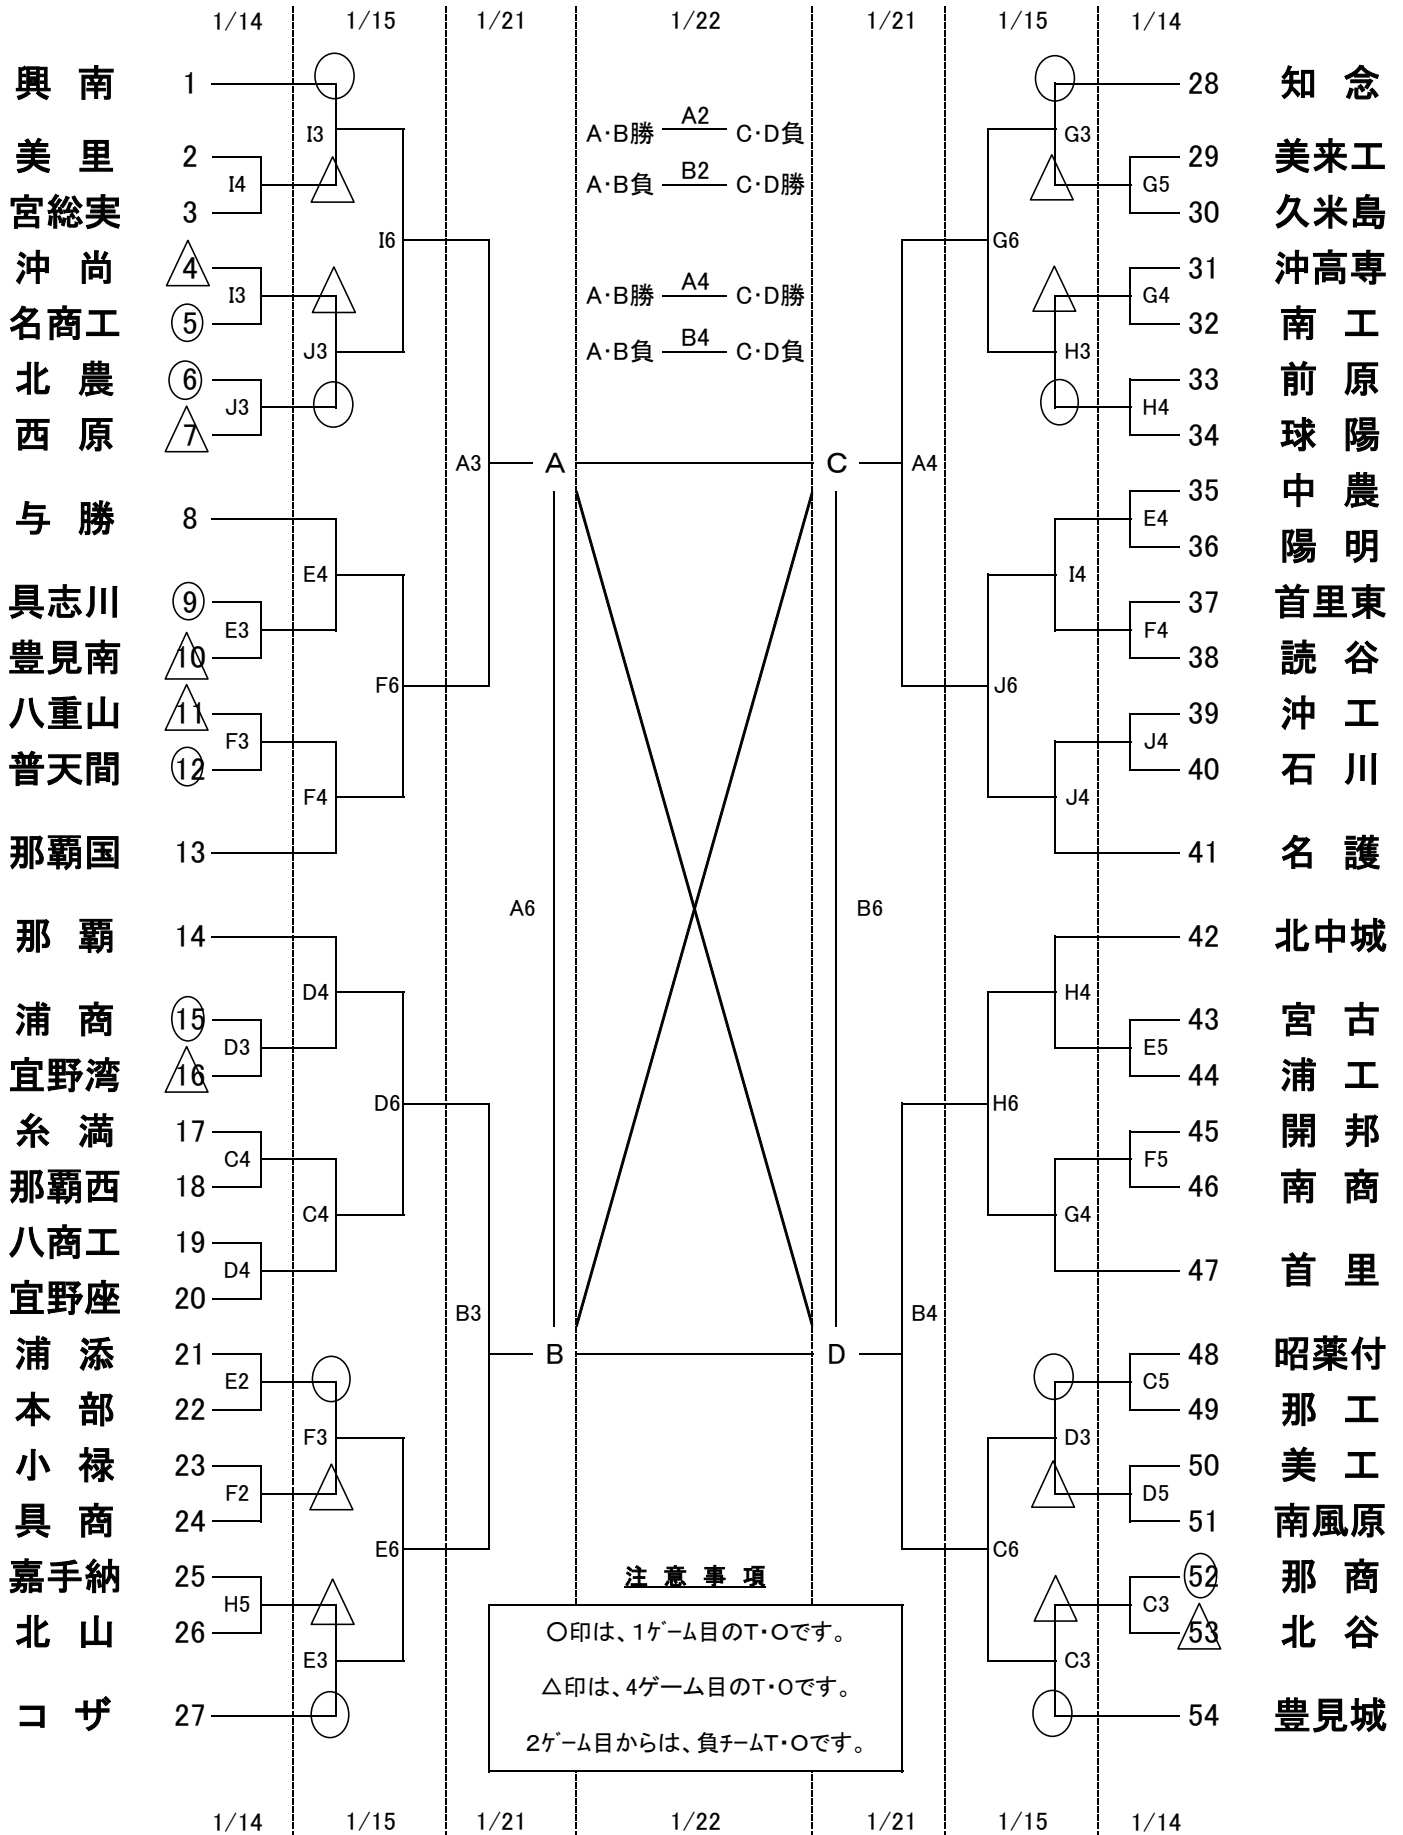 1/14 1/15 1/21 1/22 1/21 1/15 1/14
興 南 1 28 知 念
A2
I3 A・B勝 C・D負 G3
美 里 2 29 美来工
I4 A・B負 B2 C・D勝 G5
宮総実 3 30 久米島
I6 G6
沖 尚 4 31 沖高専
I3 A・B勝 A4 C・D勝 G4
名商工 5 32 南 工
J3 A・B負 B4 C・D負 H3
北 農 6 33 前 原
J3 H4
西 原 7 34 球 陽
A3 A C A4
与 勝 8 35 中 農
E4
36 陽 明
E4 I4
具志川 9 37 首里東
E3 F4
豊見南 10 38 読 谷
F6 J6
八重山 11 39 沖 工
F3 J4
普天間 12 40 石 川
F4 J4
那覇国 13 41 名 護
A6 B6
那 覇 14 42 北中城
D4 H4
浦 商 15 43 宮 古
D3 E5
宜野湾 16 44 浦 工
D6 H6
糸 満 17 45 開 邦
C4 F5
那覇西 18 46 南 商
C4 G4
八商工 19
D4 47 首 里
宜野座 20
B3 B4
浦 添 21 B D 48 昭薬付
E2 C5
本 部 22 49 那 工
F3 D3
小 禄 23 50 美 工
F2 D5
具 商 24 51 南風原
E6 C6
嘉手納 25 注 意 事 項 52 那 商
H5 C3
北 山 26 〇印は、1ゲーム目のT・Oです。 53 北 谷
E3 C3
△印は、4ゲーム目のT・Oです。
コ ザ 27 54 豊見城
2ゲーム目からは、負チームT・Oです。
1/14 1/15 1/21 1/22 1/21 1/15 1/14